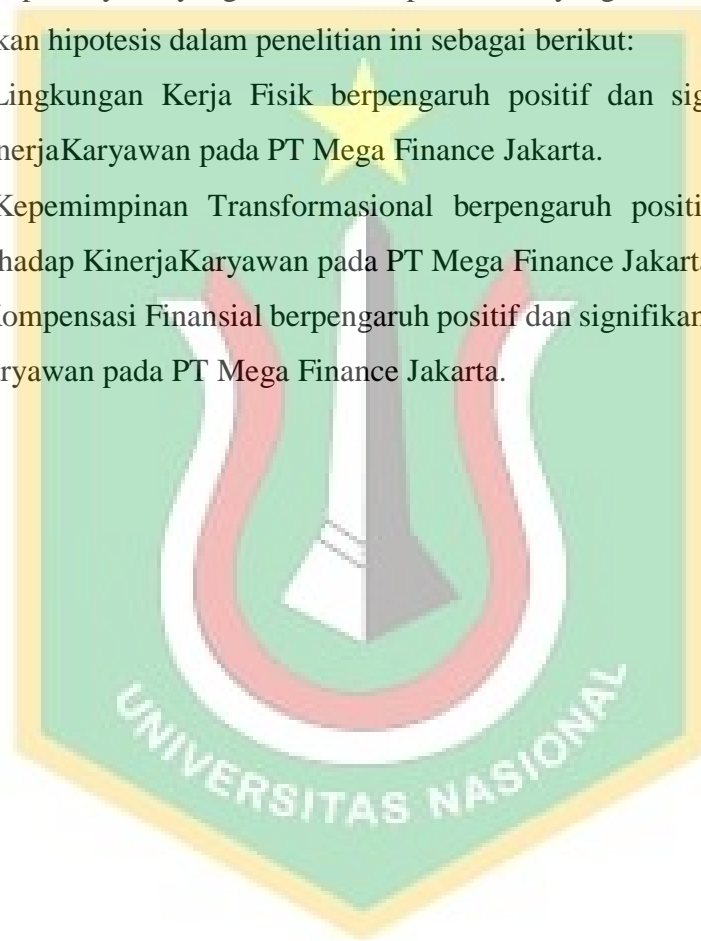 kan hipotesis dalam penelitian ini sebagai berikut:
Lingkungan Kerja Fisik berpengaruh positif dan sig
nerjaKaryawan pada PT Mega Finance Jakarta.
Kepemimpinan Transformasional berpengaruh positi
hadap KinerjaKaryawan pada PT Mega Finance Jakarta
Kompensasi Finansial berpengaruh positif dan signifikan
ryawan pada PT Mega Finance Jakarta.
UNIVERSITAS NASIONAL